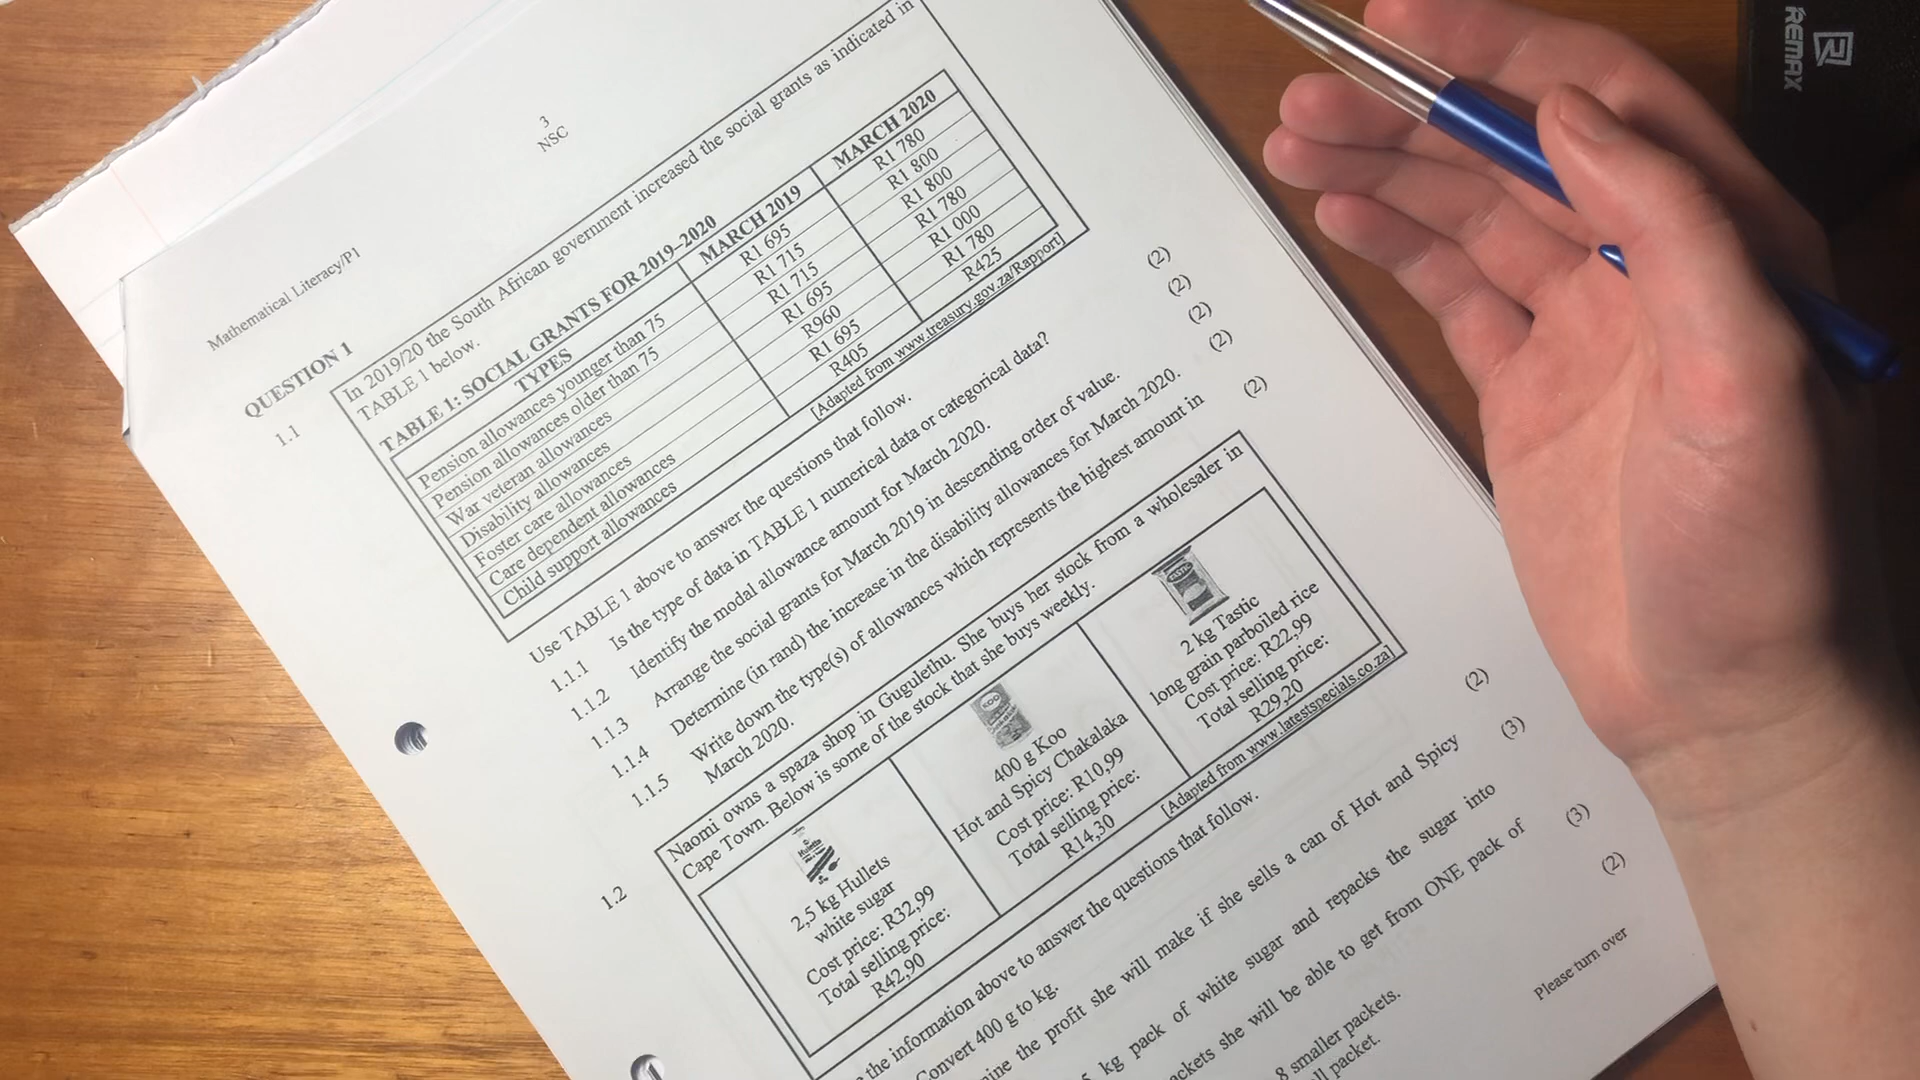 REMAX
3
NSC
Mathematical Literacy/P1
QUESTION 1
1.1
In 2019/20 the South African government increased the social grants as indicated in
TABLE 1 below.
TABLE 1: SOCIAL GRANTS FOR 2019–2020
TYPES MARCH 2019 MARCH 2020
Pension allowances younger than 75 R1 695 R1 780
Pension allowances older than 75 R1 715 R1 800
War veteran allowances R1 715 R1 800
Disability allowances R1 695 R1 780
Foster care allowances R960 R1 000
Care dependent allowances R1 695 R1 780
Child support allowances R405 R425
[Adapted from www.treasury.gov.za/Rapport]
Use TABLE 1 above to answer the questions that follow.
1.1.1 Is the type of data in TABLE 1 numerical data or categorical data? (2)
1.1.2 Identify the modal allowance amount for March 2020. (2)
1.1.3 Arrange the social grants for March 2019 in descending order of value. (2)
1.1.4 Determine (in rand) the increase in the disability allowances for March 2020. (2)
1.1.5 Write down the type(s) of allowances which represents the highest amount in
March 2020. (2)
1.2
Naomi owns a spaza shop in Gugulethu. She buys her stock from a wholesaler in
Cape Town. Below is some of the stock that she buys weekly.
Hullets
2,5 kg Hullets
white sugar
Cost price: R32,99
Total selling price:
R42,90
KOO
400 g Koo
Hot and Spicy Chakalaka
Cost price: R10,99
Total selling price:
R14,30
2 kg Tastic
long grain parboiled rice
Cost price: R22,99
Total selling price:
R29,20
[Adapted from www.latestspecials.co.za]
the information above to answer the questions that follow.
Convert 400 g to kg. (2)
the profit she will make if she sells a can of Hot and Spicy
(3)
kg pack of white sugar and repacks the sugar into
she will be able to get from ONE pack of
(3)
8 smaller packets.
packet. (2)
Please turn over